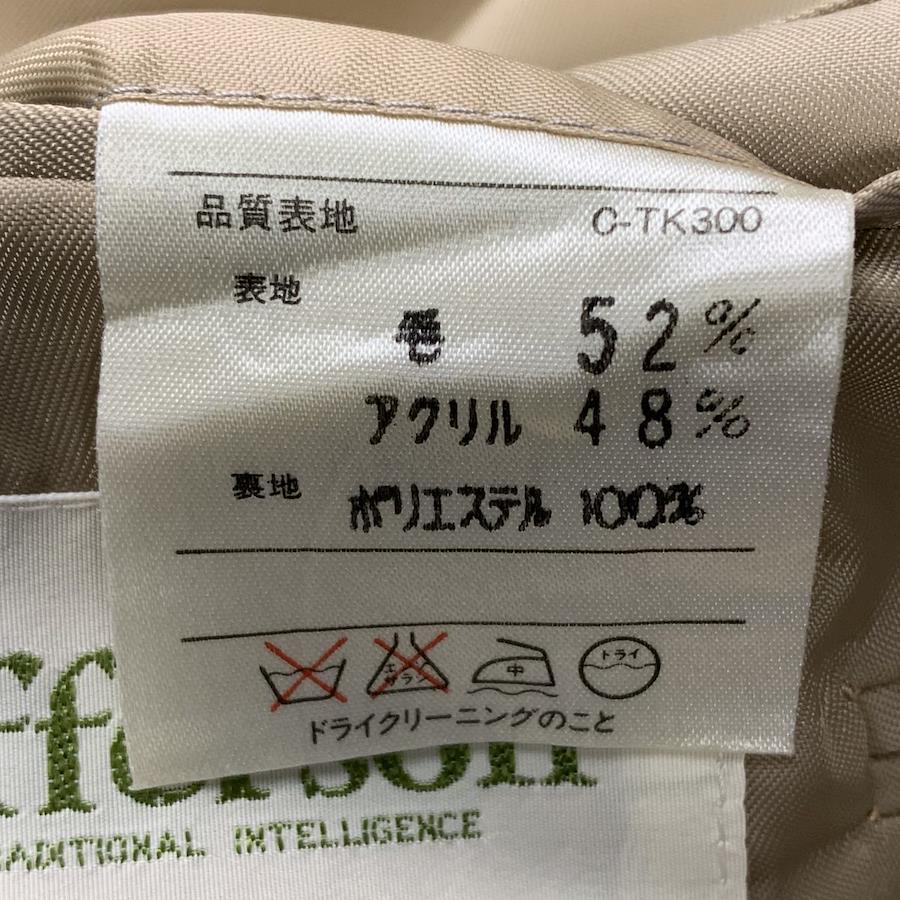 品質表地 C-TK300
表地
毛 52%
アクリル 48%
裏地 ポリエステル 100%
中 ドライ
ドライクリーニングのこと
fferson
RADITIONAL INTELLIGENCE